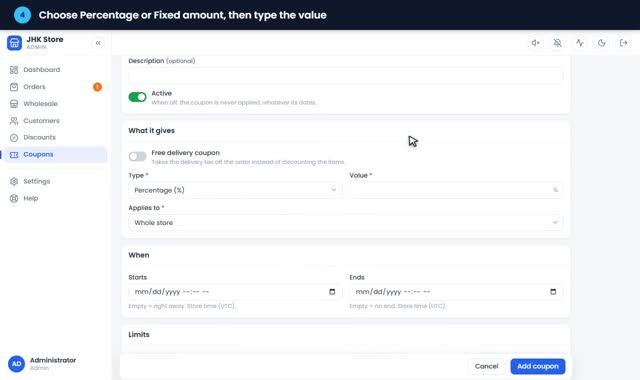 4 Choose Percentage or Fixed amount, then type the value
JHK Store
ADMIN
Dashboard
Orders 1
Wholesale
Customers
Discounts
Coupons
Settings
Help
Administrator
Admin
AD
Description (optional)
Active
When off, the coupon is never applied, whatever its dates.
What it gives
Free delivery coupon
Takes the delivery fee off the order instead of discounting the items.
Type * Value *
Percentage (%) %
Applies to *
Whole store
When
Starts Ends
mm/dd/yyyy --:-- -- mm/dd/yyyy --:-- --
Empty = right away. Store time (UTC). Empty = no end. Store time (UTC).
Limits
Cancel Add coupon